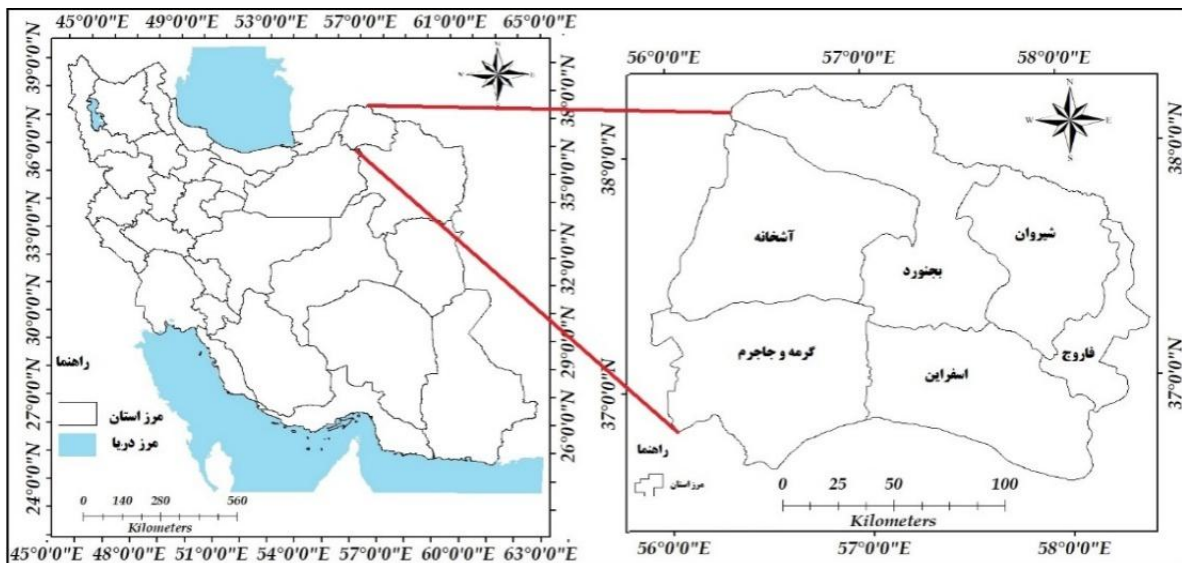 45°0'0"E 49°0'0"E 53°0'0"E 57°0'0"E 61°0'0"E 65°0'0"E
39°0'0"N
36°0'0"N
33°0'0"N
30°0'0"N
27°0'0"N
24°0'0"N
38°0'0"N
35°0'0"N
32°0'0"N
29°0'0"N
26°0'0"N
راهنما
مرز استان
مرز دریا
0 140 280 560
Kilometers
45°0'0"E 48°0'0"E 51°0'0"E 54°0'0"E 57°0'0"E 60°0'0"E 63°0'0"E
56°0'0"E 57°0'0"E 58°0'0"E
N
W E
S
38°0'0"N
37°0'0"N
38°0'0"N
37°0'0"N
آشخانه
شیروان
بجنورد
فاروج
گرمه و جاجرم
اسفراین
راهنما
مرز استان
0 25 50 100
Kilometers
56°0'0"E 57°0'0"E 58°0'0"E